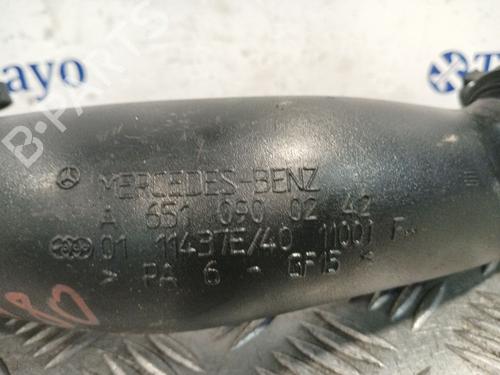 ayo
B-PARTS
MERCEDES-BENZ
A 651 090 02 42
01 11437E/40 11001
> PA 6 - GF15 <